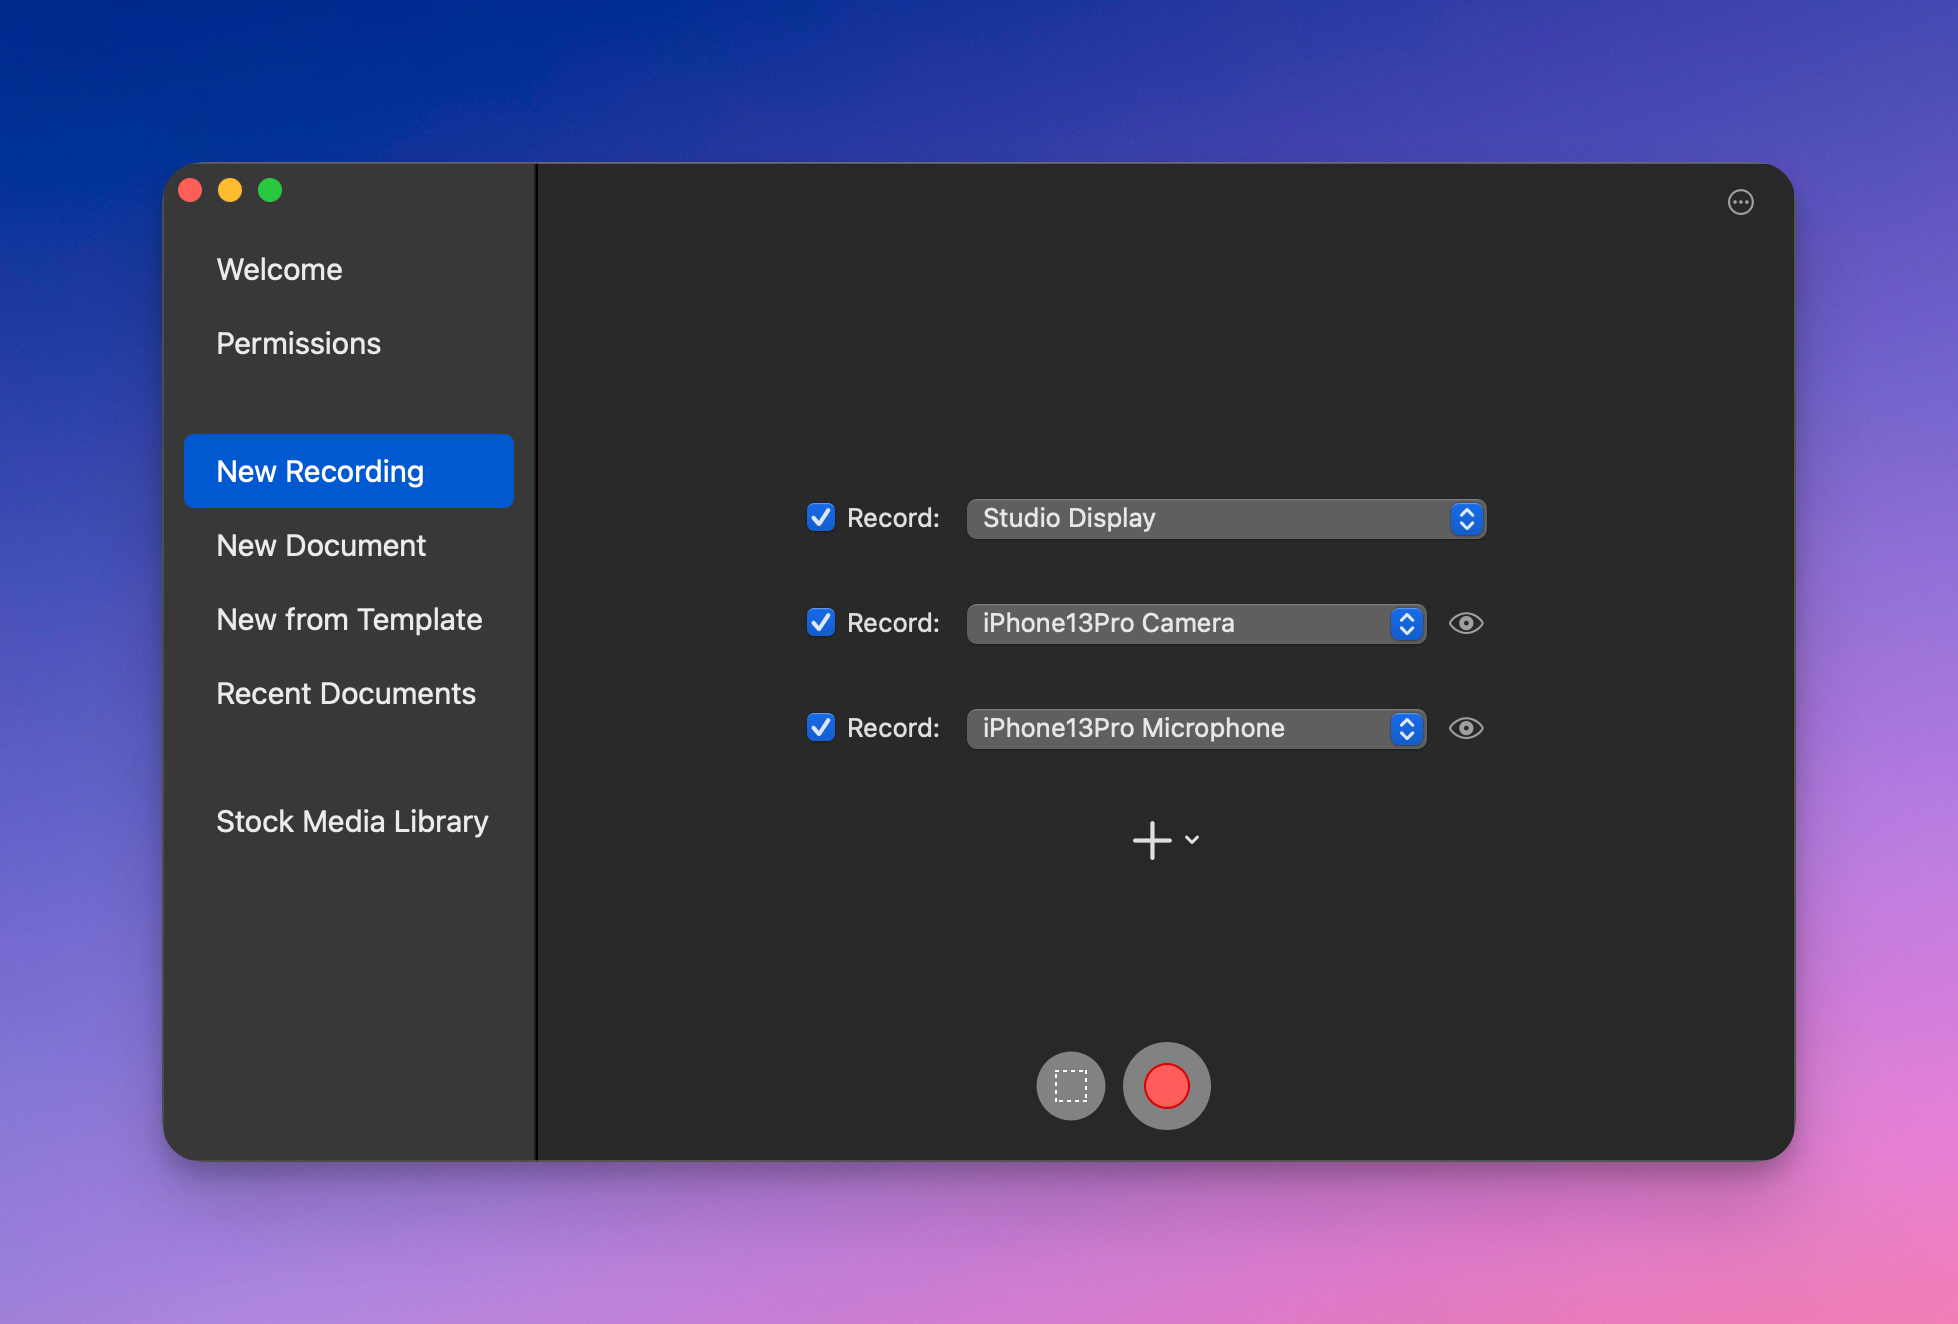 Welcome
Permissions
New Recording
New Document
New from Template
Recent Documents
Stock Media Library
Record: Studio Display
Record: iPhone13Pro Camera
Record: iPhone13Pro Microphone